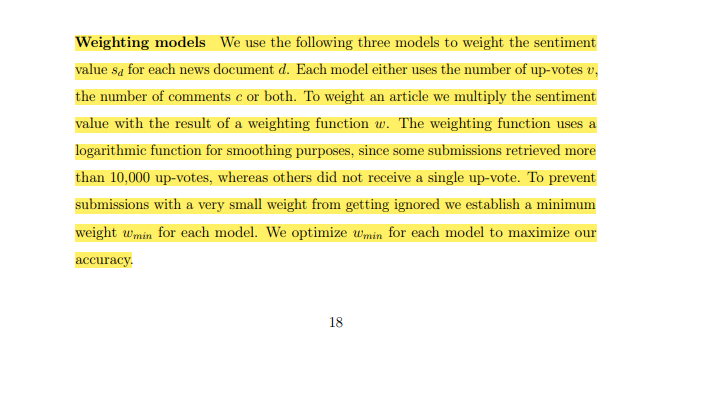 Weighting models We use the following three models to weight the sentiment
value s_d for each news document d. Each model either uses the number of up-votes v,
the number of comments c or both. To weight an article we multiply the sentiment
value with the result of a weighting function w. The weighting function uses a
logarithmic function for smoothing purposes, since some submissions retrieved more
than 10,000 up-votes, whereas others did not receive a single up-vote. To prevent
submissions with a very small weight from getting ignored we establish a minimum
weight w_min for each model. We optimize w_min for each model to maximize our
accuracy.
18